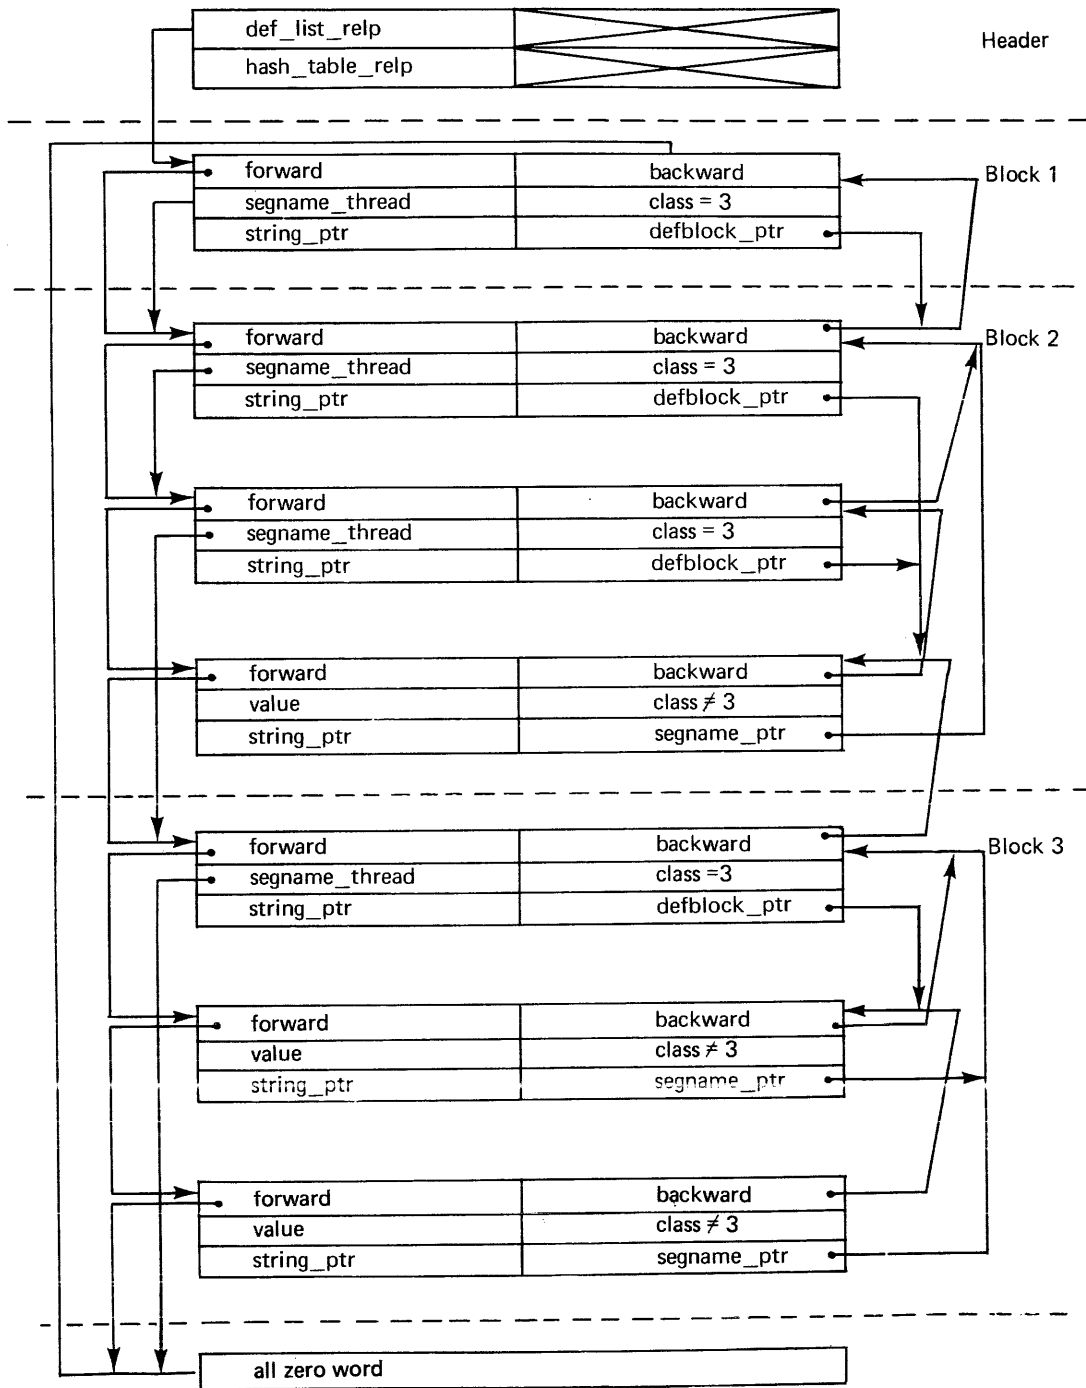 def_list_relp
Header
hash_table_relp
forward backward Block 1
segname_thread class = 3
string_ptr defblock_ptr
forward backward Block 2
segname_thread class = 3
string_ptr defblock_ptr
forward backward
segname_thread class = 3
string_ptr defblock_ptr
forward backward
value class ≠ 3
string_ptr segname_ptr
forward backward Block 3
segname_thread class =3
string_ptr defblock_ptr
forward backward
value class ≠ 3
string_ptr segname_ptr
forward backward
value class ≠ 3
string_ptr segname_ptr
all zero word